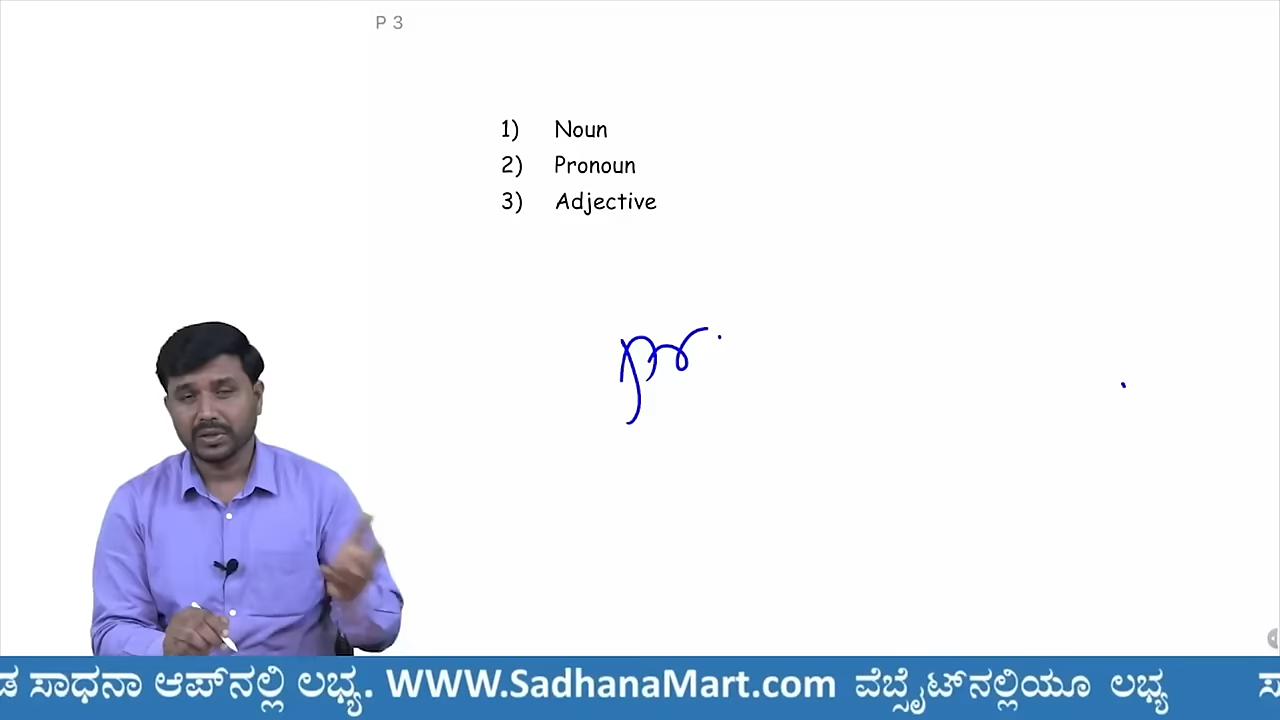 P 3
1) Noun
2) Pronoun
3) Adjective
ಡ ಸಾಧನಾ ಆಪ್‌ನಲ್ಲಿ ಲಭ್ಯ. WWW.SadhanaMart.com ವೆಬ್ಸೈಟ್‌ನಲ್ಲಿಯೂ ಲಭ್ಯ